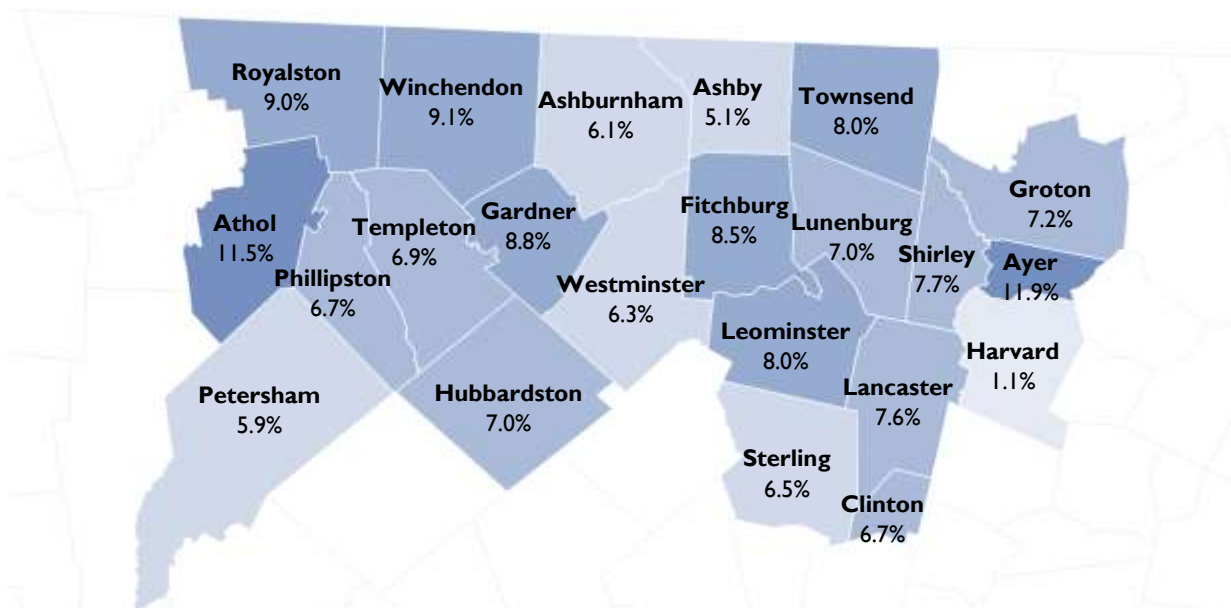 Royalston
9.0%
Winchendon
9.1%
Ashburnham
6.1%
Ashby
5.1%
Townsend
8.0%
Groton
7.2%
Athol
11.5%
Phillipston
6.7%
Templeton
6.9%
Gardner
8.8%
Westminster
6.3%
Fitchburg
8.5%
Lunenburg
7.0%
Shirley
7.7%
Ayer
11.9%
Harvard
1.1%
Leominster
8.0%
Lancaster
7.6%
Petersham
5.9%
Hubbardston
7.0%
Sterling
6.5%
Clinton
6.7%